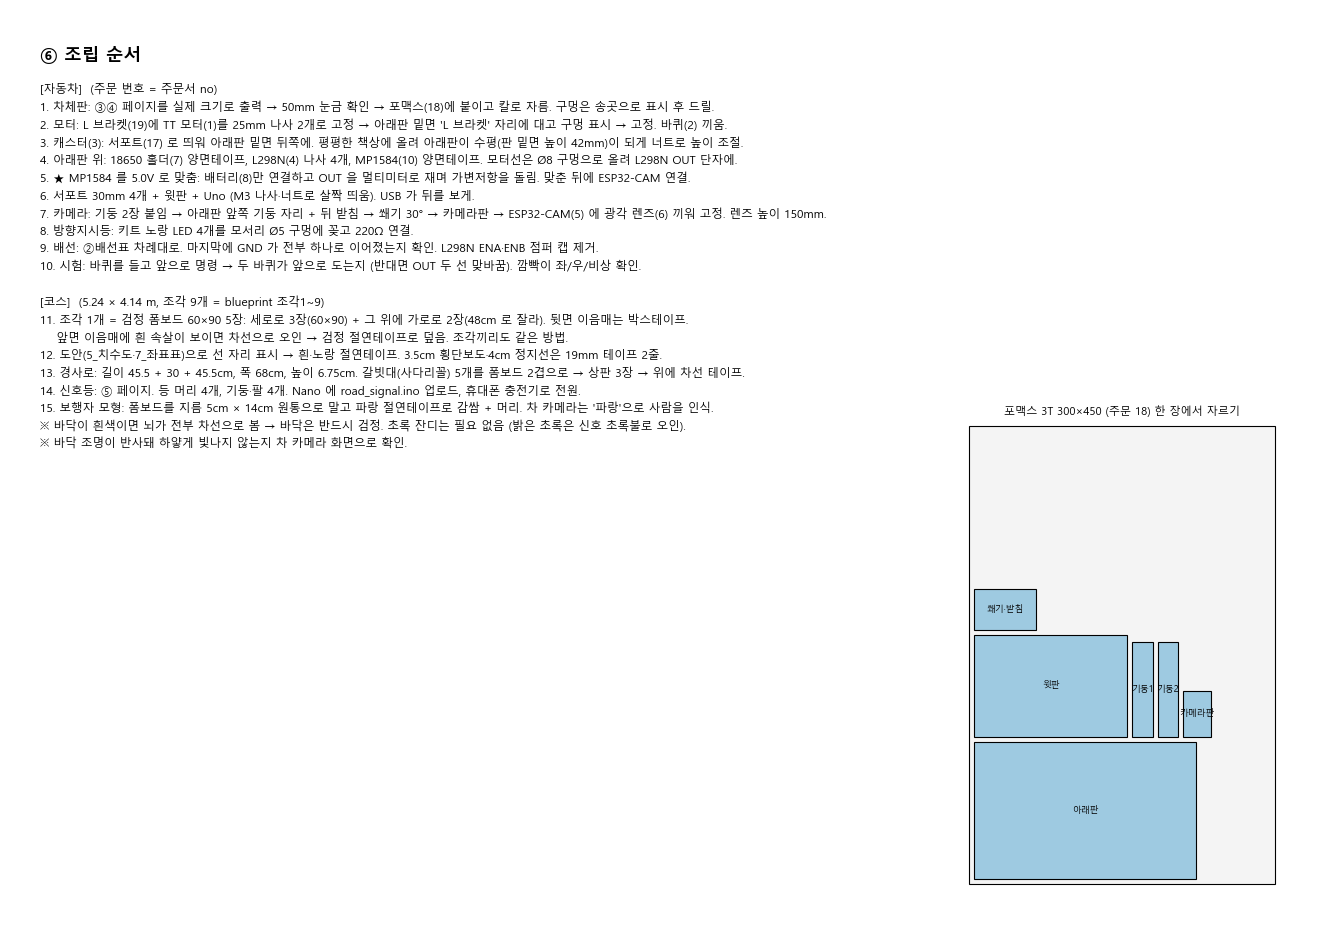 ⑥ 조립 순서
[자동차]  (주문 번호 = 주문서 no)
1. 차체판: ③④ 페이지를 실제 크기로 출력 → 50mm 눈금 확인 → 포맥스(18)에 붙이고 칼로 자름. 구멍은 송곳으로 표시 후 드릴.
2. 모터: L 브라켓(19)에 TT 모터(1)를 25mm 나사 2개로 고정 → 아래판 밑면 'L 브라켓' 자리에 대고 구멍 표시 → 고정. 바퀴(2) 끼움.
3. 캐스터(3): 서포트(17) 로 띄워 아래판 밑면 뒤쪽에. 평평한 책상에 올려 아래판이 수평(판 밑면 높이 42mm)이 되게 너트로 높이 조절.
4. 아래판 위: 18650 홀더(7) 양면테이프, L298N(4) 나사 4개, MP1584(10) 양면테이프. 모터선은 Ø8 구멍으로 올려 L298N OUT 단자에.
5. ★ MP1584 를 5.0V 로 맞춤: 배터리(8)만 연결하고 OUT 을 멀티미터로 재며 가변저항을 돌림. 맞춘 뒤에 ESP32-CAM 연결.
6. 서포트 30mm 4개 + 윗판 + Uno (M3 나사·너트로 살짝 띄움). USB 가 뒤를 보게.
7. 카메라: 기둥 2장 붙임 → 아래판 앞쪽 기둥 자리 + 뒤 받침 → 쐐기 30° → 카메라판 → ESP32-CAM(5) 에 광각 렌즈(6) 끼워 고정. 렌즈 높이 150mm.
8. 방향지시등: 키트 노랑 LED 4개를 모서리 Ø5 구멍에 꽂고 220Ω 연결.
9. 배선: ②배선표 차례대로. 마지막에 GND 가 전부 하나로 이어졌는지 확인. L298N ENA·ENB 점퍼 캡 제거.
10. 시험: 바퀴를 들고 앞으로 명령 → 두 바퀴가 앞으로 도는지 (반대면 OUT 두 선 맞바꿈). 깜빡이 좌/우/비상 확인.
[코스]  (5.24 × 4.14 m, 조각 9개 = blueprint 조각1~9)
11. 조각 1개 = 검정 폼보드 60×90 5장: 세로로 3장(60×90) + 그 위에 가로로 2장(48cm 로 잘라). 뒷면 이음매는 박스테이프.
앞면 이음매에 흰 속살이 보이면 차선으로 오인 → 검정 절연테이프로 덮음. 조각끼리도 같은 방법.
12. 도안(5_치수도·7_좌표표)으로 선 자리 표시 → 흰·노랑 절연테이프. 3.5cm 횡단보도·4cm 정지선은 19mm 테이프 2줄.
13. 경사로: 길이 45.5 + 30 + 45.5cm, 폭 68cm, 높이 6.75cm. 갈빗대(사다리꼴) 5개를 폼보드 2겹으로 → 상판 3장 → 위에 차선 테이프.
14. 신호등: ⑤ 페이지. 등 머리 4개, 기둥·팔 4개. Nano 에 road_signal.ino 업로드, 휴대폰 충전기로 전원.
15. 보행자 모형: 폼보드를 지름 5cm × 14cm 원통으로 말고 파랑 절연테이프로 감쌈 + 머리. 차 카메라는 '파랑'으로 사람을 인식.
※ 바닥이 흰색이면 뇌가 전부 차선으로 봄 → 바닥은 반드시 검정. 초록 잔디는 필요 없음 (밝은 초록은 신호 초록불로 오인).
※ 바닥 조명이 반사돼 하얗게 빛나지 않는지 차 카메라 화면으로 확인.
포맥스 3T 300×450 (주문 18) 한 장에서 자르기
쐐기·받침
윗판
기둥1
기둥2
카메라판
아래판